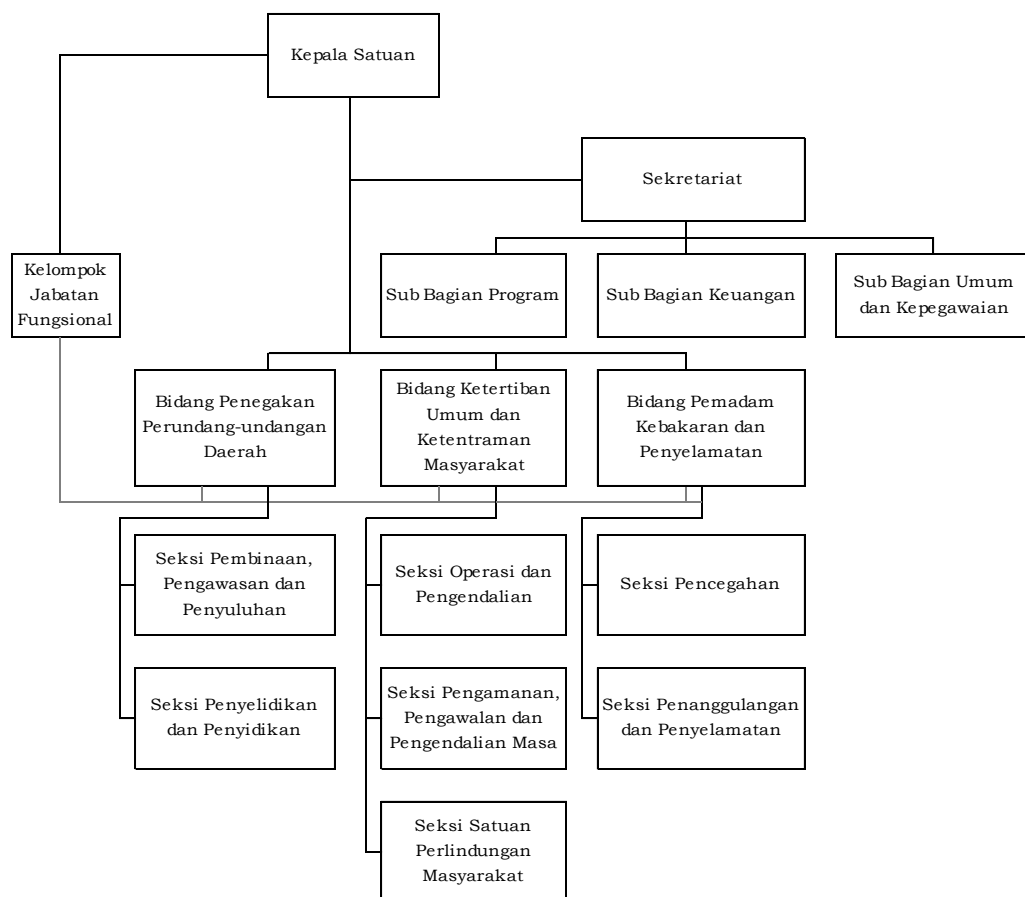 Kepala Satuan
Sekretariat
Kelompok
Jabatan
Fungsional
Sub Bagian Program
Sub Bagian Keuangan
Sub Bagian Umum
dan Kepegawaian
Bidang Penegakan
Perundang-undangan
Daerah
Bidang Ketertiban
Umum dan
Ketentraman
Masyarakat
Bidang Pemadam
Kebakaran dan
Penyelamatan
Seksi Pembinaan,
Pengawasan dan
Penyuluhan
Seksi Operasi dan
Pengendalian
Seksi Pencegahan
Seksi Penyelidikan
dan Penyidikan
Seksi Pengamanan,
Pengawalan dan
Pengendalian Masa
Seksi Penanggulangan
dan Penyelamatan
Seksi Satuan
Perlindungan
Masyarakat